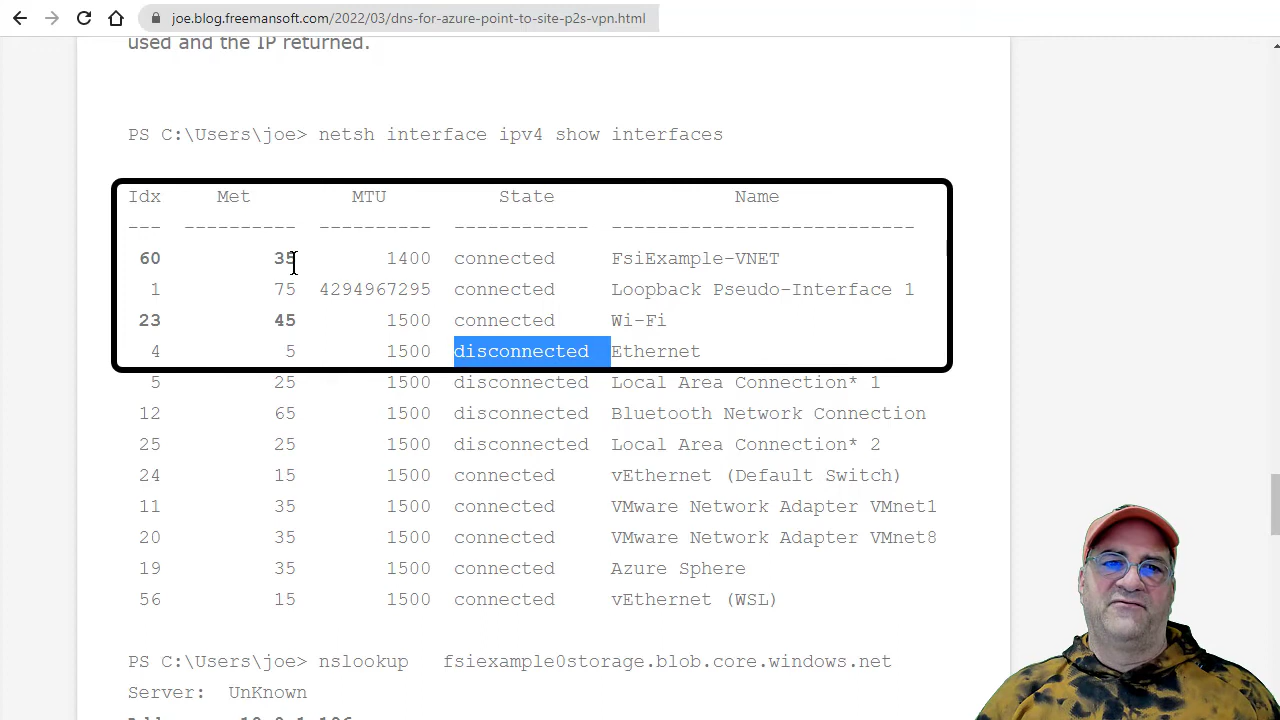 joe.blog.freemansoft.com/2022/03/dns-for-azure-point-to-site-p2s-vpn.html
used and the IP returned.
PS C:\Users\joe> netsh interface ipv4 show interfaces
Idx Met MTU State Name
--- ---------- ---------- ------------ ---------------------------
60 35 1400 connected FsiExample-VNET
1 75 4294967295 connected Loopback Pseudo-Interface 1
23 45 1500 connected Wi-Fi
4 5 1500 disconnected Ethernet
5 25 1500 disconnected Local Area Connection* 1
12 65 1500 disconnected Bluetooth Network Connection
25 25 1500 disconnected Local Area Connection* 2
24 15 1500 connected vEthernet (Default Switch)
11 35 1500 connected VMware Network Adapter VMnet1
20 35 1500 connected VMware Network Adapter VMnet8
19 35 1500 connected Azure Sphere
56 15 1500 connected vEthernet (WSL)
PS C:\Users\joe> nslookup fsiexample0storage.blob.core.windows.net
Server: UnKnown